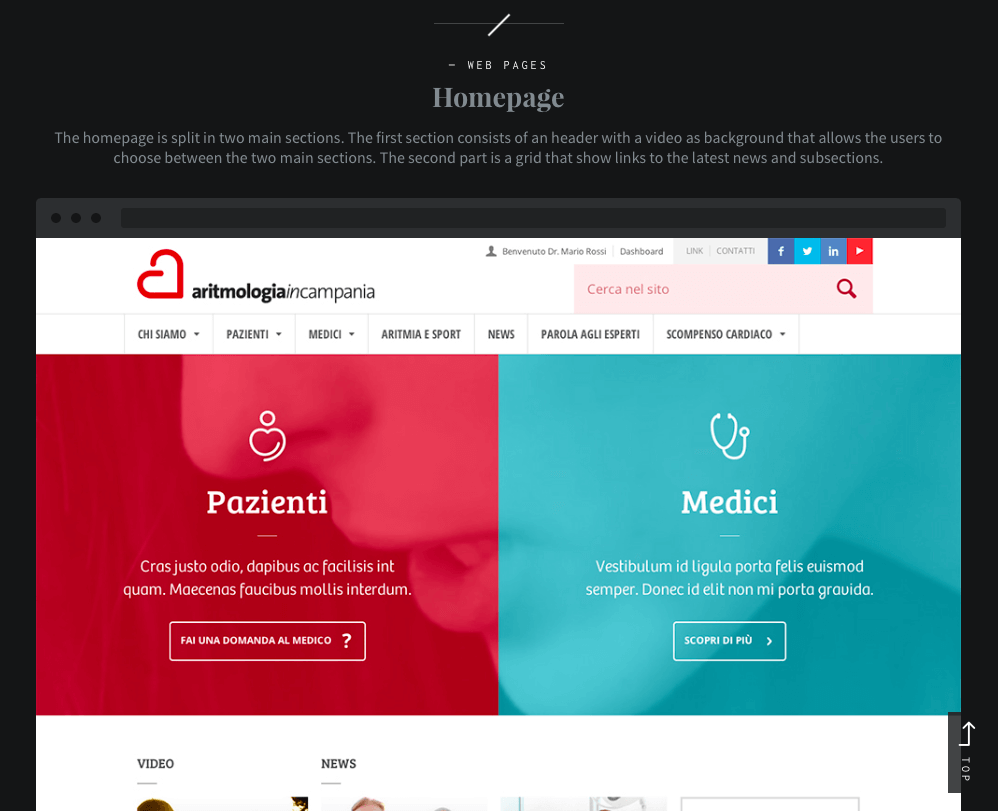 — WEB PAGES
Homepage
The homepage is split in two main sections. The first section consists of an header with a video as background that allows the users to
choose between the two main sections. The second part is a grid that show links to the latest news and subsections.
Benvenuto Dr. Mario Rossi Dashboard LINK CONTATTI
aritmologiaincampania
Cerca nel sito
CHI SIAMO PAZIENTI MEDICI ARITMIA E SPORT NEWS PAROLA AGLI ESPERTI SCOMPENSO CARDIACO
Pazienti
Cras justo odio, dapibus ac facilisis int
quam. Maecenas faucibus mollis interdum.
FAI UNA DOMANDA AL MEDICO ?
Medici
Vestibulum id ligula porta felis euismod
semper. Donec id elit non mi porta gravida.
SCOPRI DI PIÙ
TOP
VIDEO
NEWS